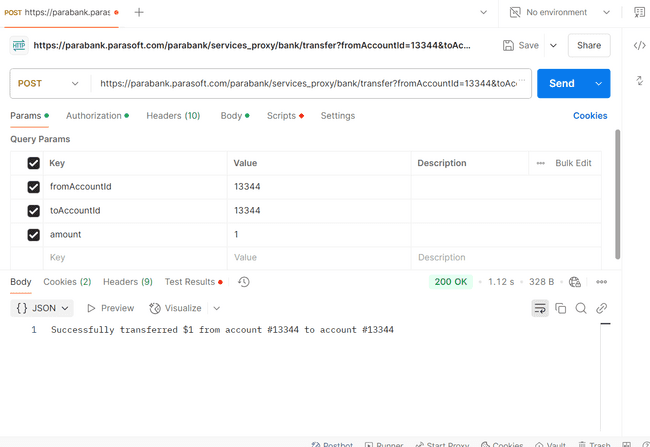 POST https://parabank.paras
No environment
HTTP https://parabank.parasoft.com/parabank/services_proxy/bank/transfer?fromAccountId=13344&toAc... Save Share
POST https://parabank.parasoft.com/parabank/services_proxy/bank/transfer?fromAccountId=13344&toAcc... Send
Params Authorization Headers (10) Body Scripts Settings Cookies
Query Params
Key Value Description Bulk Edit
fromAccountId 13344
toAccountId 13344
amount 1
Key Value Description
Body Cookies (2) Headers (9) Test Results 200 OK 1.12 s 328 B
{ } JSON Preview Visualize
1 Successfully transferred $1 from account #13344 to account #13344
Postbot Runner Start Proxy Cookies Vault Trash